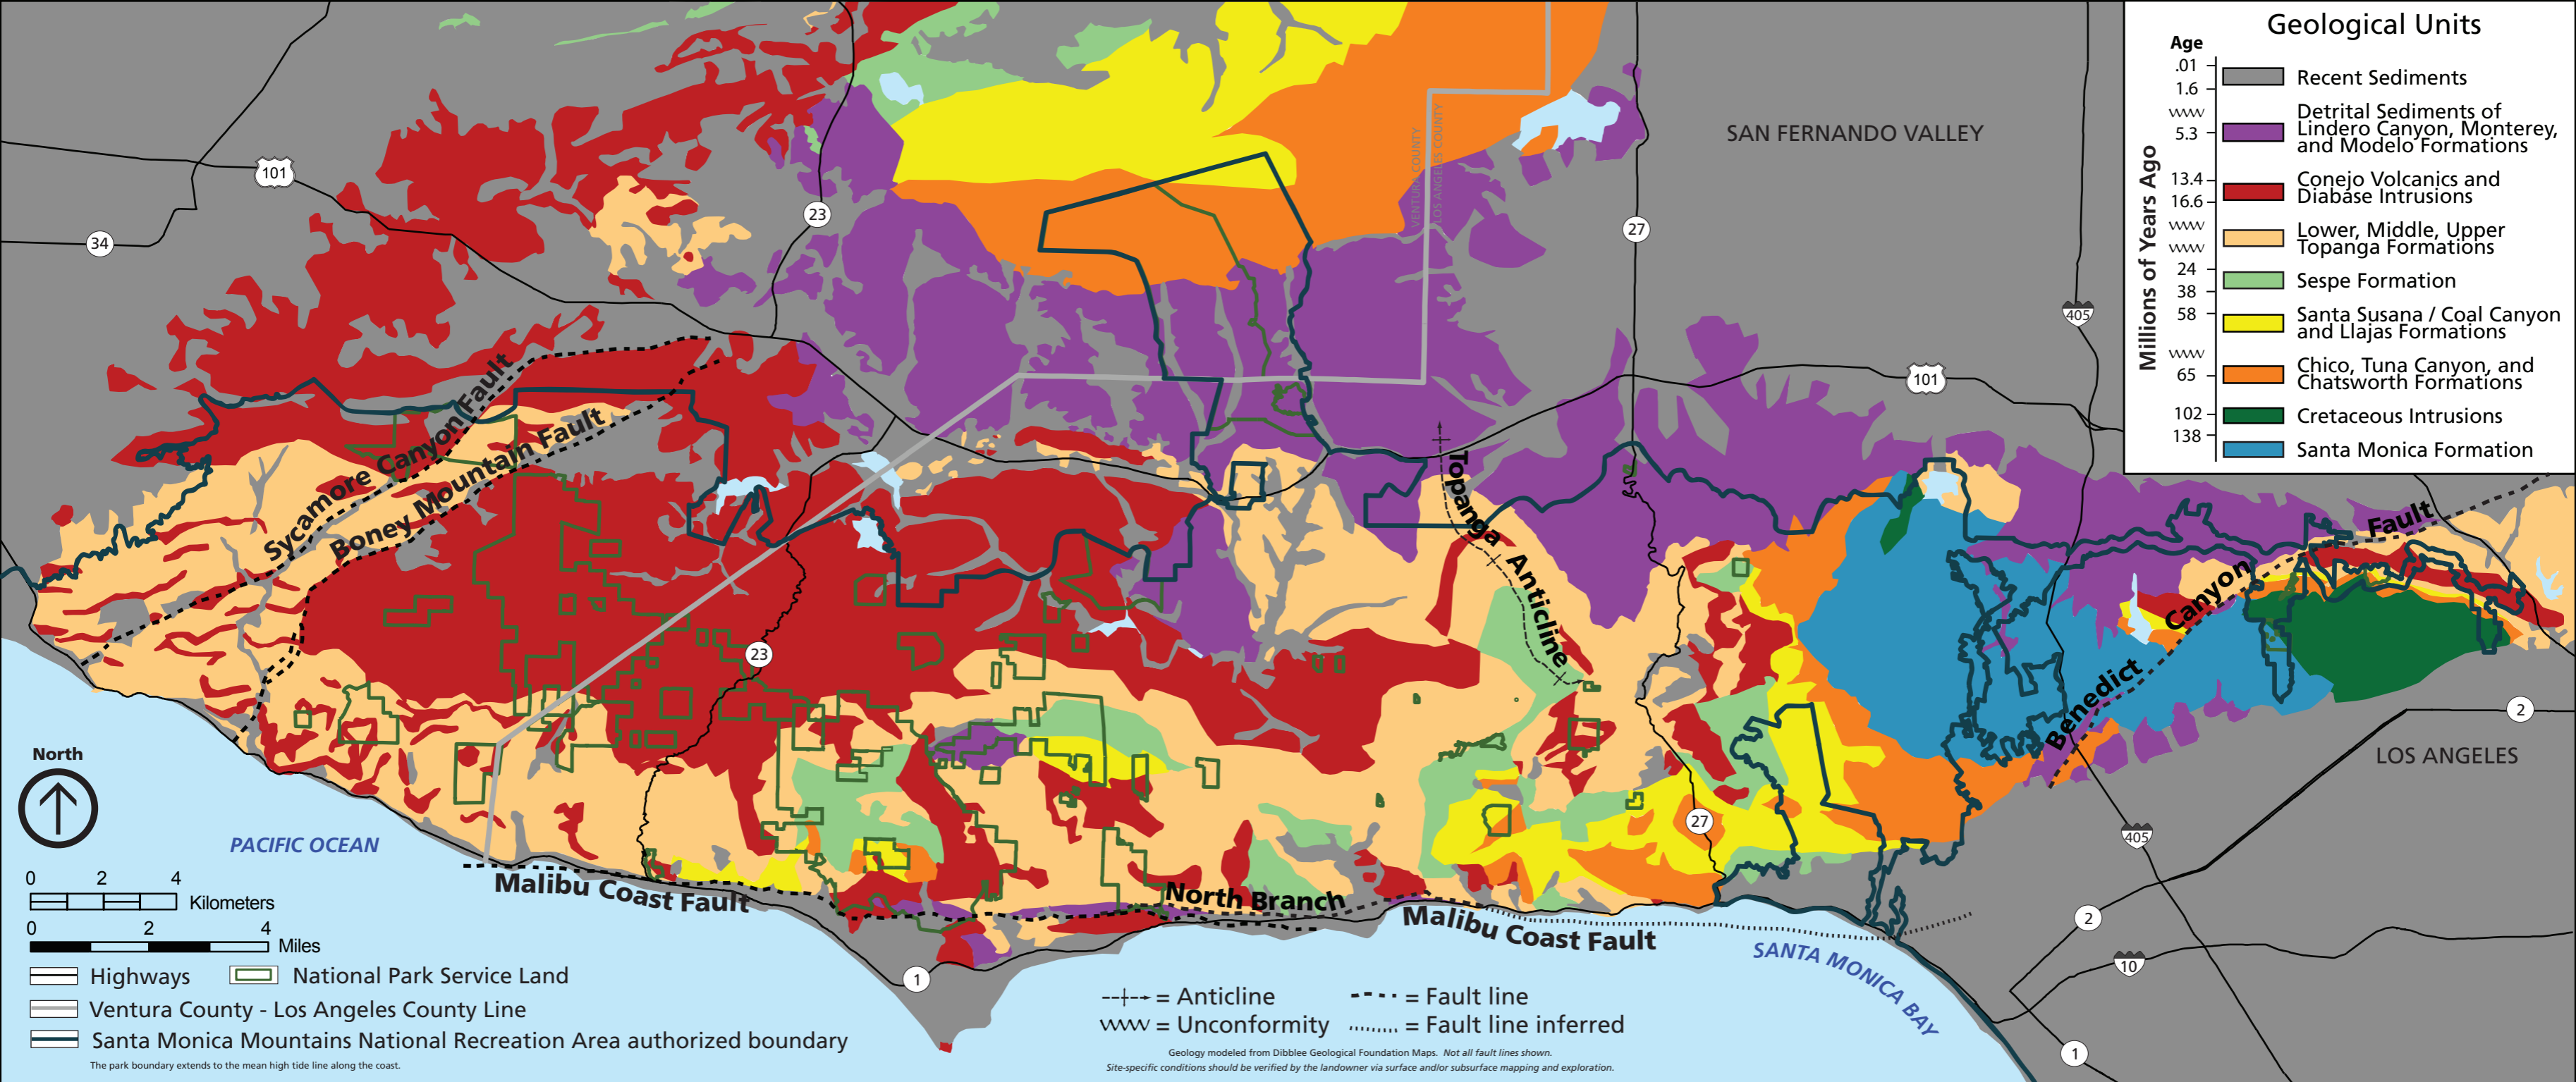 Geological Units
Age
Millions of Years Ago
.01
1.6
5.3
13.4
16.6
24
38
58
65
102
138
Recent Sediments
Detrital Sediments of
Lindero Canyon, Monterey,
and Modelo Formations
Conejo Volcanics and
Diabase Intrusions
Lower, Middle, Upper
Topanga Formations
Sespe Formation
Santa Susana / Coal Canyon
and Llajas Formations
Chico, Tuna Canyon, and
Chatsworth Formations
Cretaceous Intrusions
Santa Monica Formation
SAN FERNANDO VALLEY
VENTURA COUNTY
LOS ANGELES COUNTY
101
34
23
27
405
101
Sycamore Canyon Fault
Boney Mountain Fault
Topanga Anticline
Benedict Canyon Fault
23
27
2
LOS ANGELES
405
2
10
1
1
North
PACIFIC OCEAN
Malibu Coast Fault
North Branch
Malibu Coast Fault
SANTA MONICA BAY
0 2 4
Kilometers
0 2 4
Miles
Highways
National Park Service Land
Ventura County - Los Angeles County Line
Santa Monica Mountains National Recreation Area authorized boundary
The park boundary extends to the mean high tide line along the coast.
= Anticline
= Fault line
= Unconformity
= Fault line inferred
Geology modeled from Dibblee Geological Foundation Maps. Not all fault lines shown.
Site-specific conditions should be verified by the landowner via surface and/or subsurface mapping and exploration.